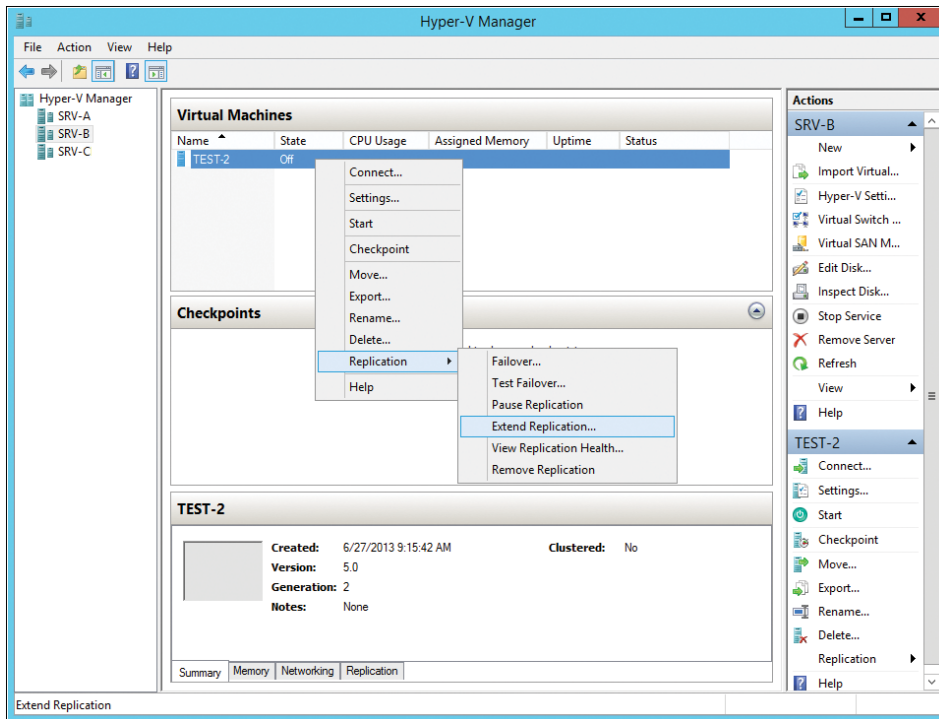 Hyper-V Manager
File Action View Help
Hyper-V Manager
SRV-A
SRV-B
SRV-C
Virtual Machines
Name State CPU Usage Assigned Memory Uptime Status
TEST-2 Off
Connect...
Settings...
Start
Checkpoint
Move...
Export...
Rename...
Delete...
Replication
Help
Checkpoints
Failover...
Test Failover...
Pause Replication
Extend Replication...
View Replication Health...
Remove Replication
TEST-2
Created: 6/27/2013 9:15:42 AM Clustered: No
Version: 5.0
Generation: 2
Notes: None
Summary Memory Networking Replication
Actions
SRV-B
New
Import Virtual...
Hyper-V Setti...
Virtual Switch ...
Virtual SAN M...
Edit Disk...
Inspect Disk...
Stop Service
Remove Server
Refresh
View
Help
TEST-2
Connect...
Settings...
Start
Checkpoint
Move...
Export...
Rename...
Delete...
Replication
Help
Extend Replication